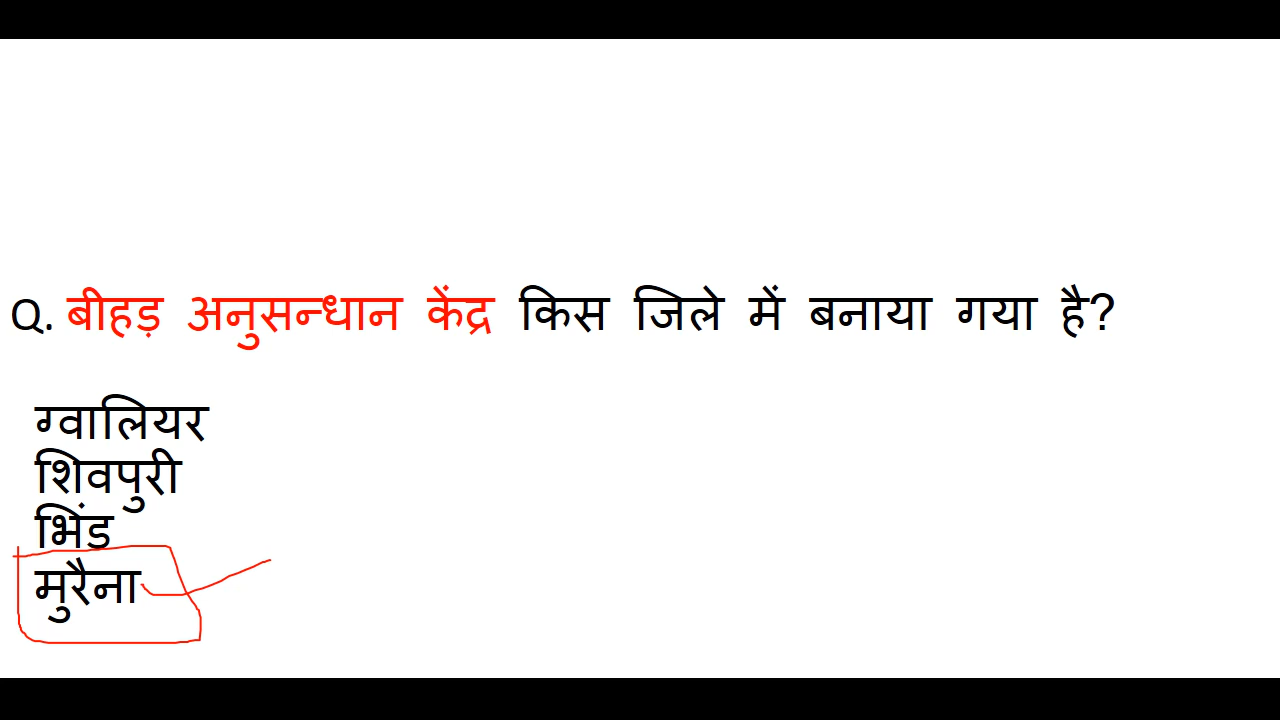 Q. बीहड़ अनुसन्धान केंद्र किस जिले में बनाया गया है?
ग्वालियर
शिवपुरी
भिंड
मुरैना